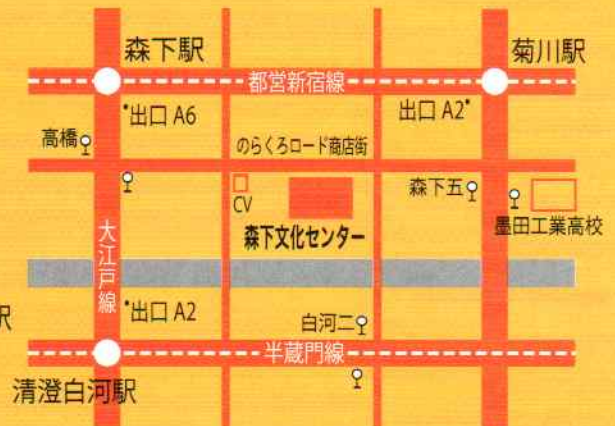 森下駅
菊川駅
都営新宿線
出口 A6
出口 A2
高橋
のらくろロード商店街
CV
森下五
墨田工業高校
森下文化センター
大江戸線
駅
出口 A2
白河二
半蔵門線
清澄白河駅